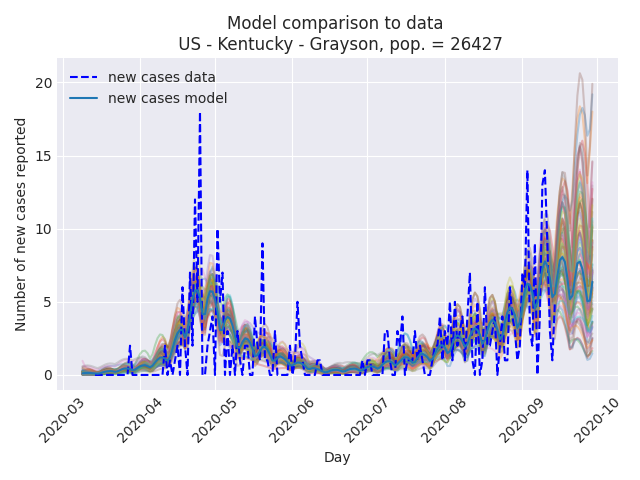 Model comparison to data
US - Kentucky - Grayson, pop. = 26427
new cases data
new cases model
Number of new cases reported
20
15
10
5
0
2020-03
2020-04
2020-05
2020-06
2020-07
2020-08
2020-09
2020-10
Day